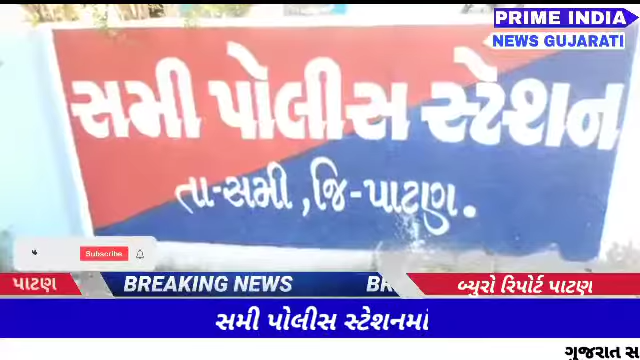 PRIME INDIA
NEWS GUJARATI
સમી પોલીસ સ્ટેશન
તા-સમી, જિ-પાટણ.
Subscribe
પાટણ
BREAKING NEWS
BR
બ્યુરો રિપોર્ટ પાટણ
સમી પોલીસ સ્ટેશનમાં
ગુજરાત સ